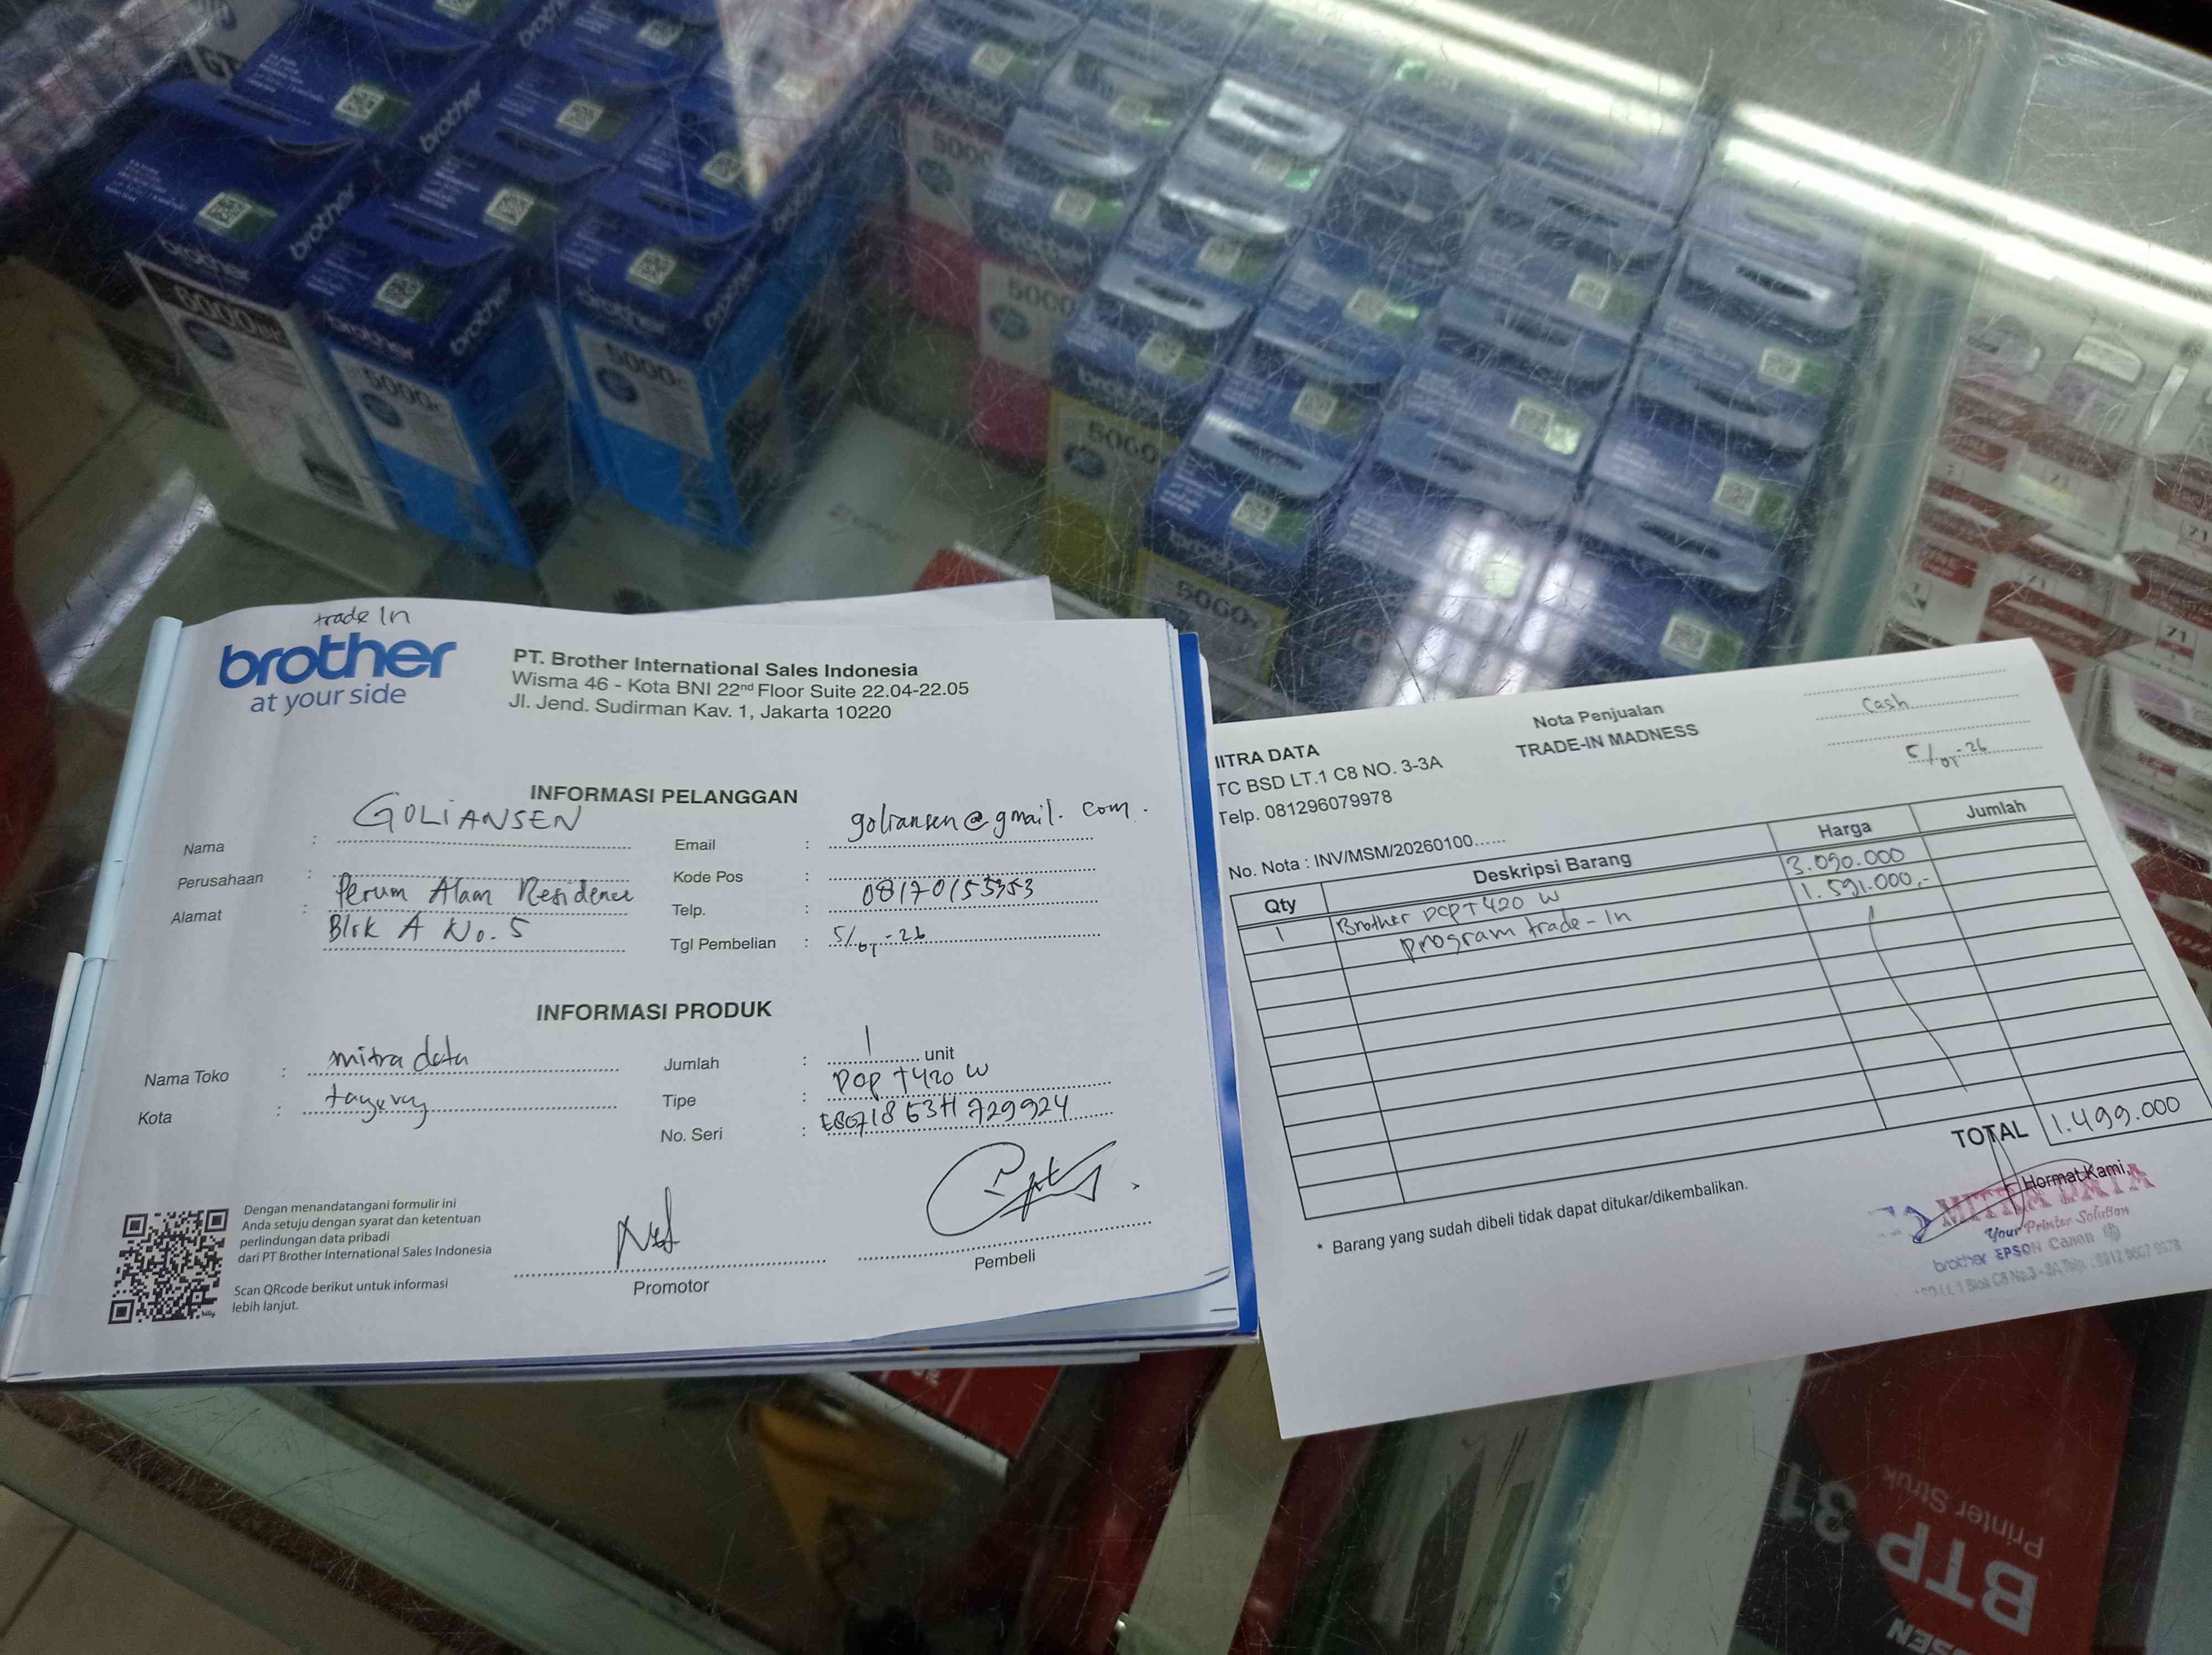 trade In
brother
at your side
PT. Brother International Sales Indonesia
Wisma 46 - Kota BNI 22nd Floor Suite 22.04-22.05
Jl. Jend. Sudirman Kav. 1, Jakarta 10220
INFORMASI PELANGGAN
Nama : GOLIANSEN
Perusahaan :
Alamat : Perum Alam Residence
Blok A No. 5
Email : goliansen@gmail.com
Kode Pos :
Telp. : 08170155353
Tgl Pembelian : 5/01-26
INFORMASI PRODUK
Nama Toko : mitra data
Kota :
Jumlah : 1 unit
Tipe : DCP T420 W
No. Seri :
Dengan menandatangani formulir ini
Anda setuju dengan syarat dan ketentuan
perlindungan data pribadi
dari PT Brother International Sales Indonesia
Scan QRcode berikut untuk informasi
lebih lanjut.
Promotor
Pembeli
Nota Penjualan
TRADE-IN MADNESS
Cash
5/01-26
ITRA DATA
TC BSD LT.1 C8 NO. 3-3A
Telp. 081296079978
No. Nota : INV/MSM/20260100......
Qty Deskripsi Barang Harga Jumlah
1 Brother DCP T420 W 3.090.000
Program trade-In 1.591.000,-
TOTAL 1.499.000
* Barang yang sudah dibeli tidak dapat ditukar/dikembalikan.
Hormat Kami,
MITRA DATA
Your Printer Solution
brother EPSON Canon
brother
5000
BTP 31
Printer Struk